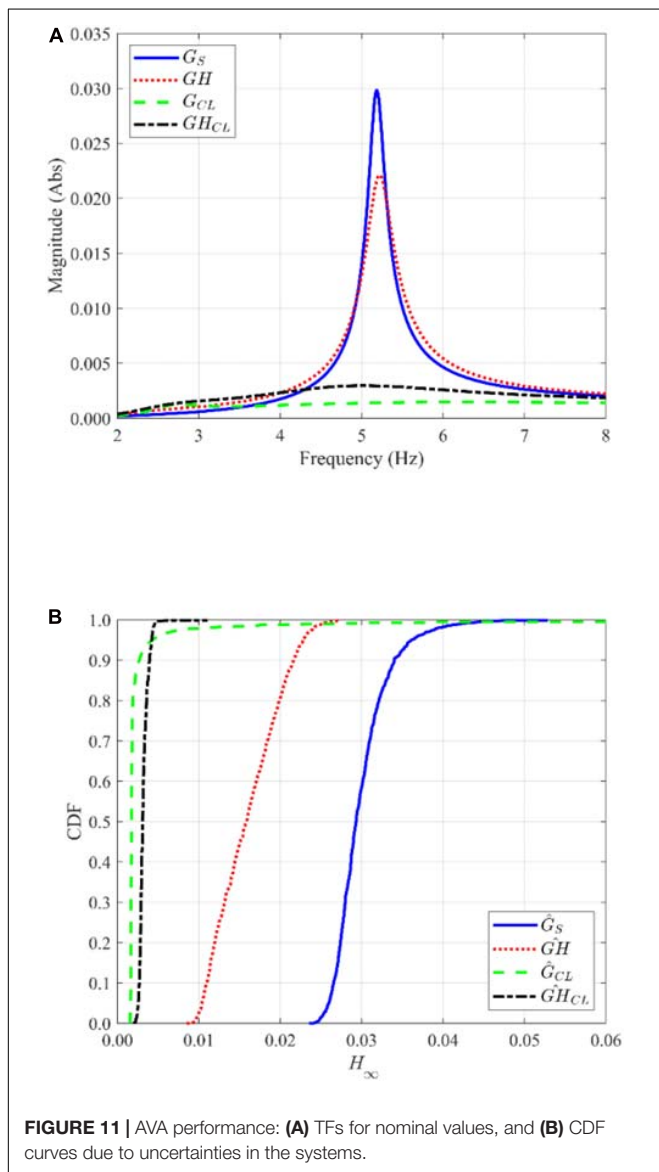 A
0.035
0.030
0.025
0.020
0.015
0.010
0.005
0.000
Magnitude (Abs)
G_S
GH
G_CL
GH_CL
2 3 4 5 6 7 8
Frequency (Hz)
B
1.0
0.9
0.8
0.7
0.6
0.5
0.4
0.3
0.2
0.1
0.0
CDF
Ĝ_S
GĤ
Ĝ_CL
GĤ_CL
0.00 0.01 0.02 0.03 0.04 0.05 0.06
H_∞
FIGURE 11 | AVA performance: (A) TFs for nominal values, and (B) CDF
curves due to uncertainties in the systems.